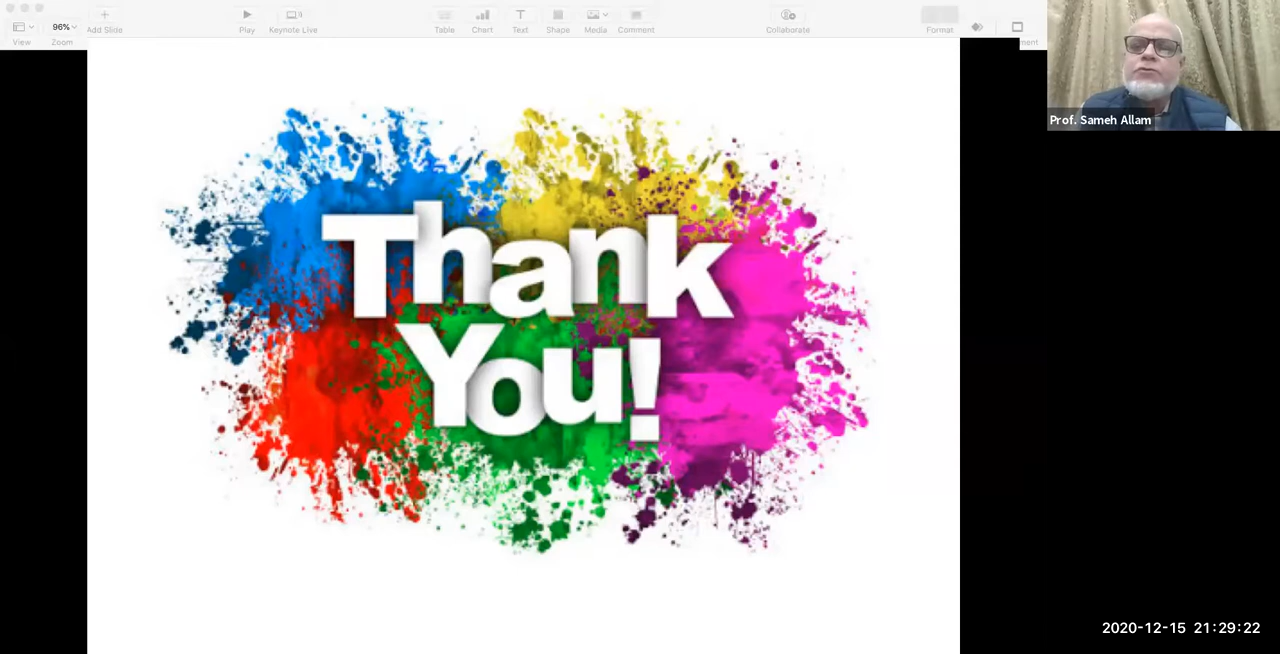 96%
View Zoom Add Slide Play Keynote Live Table Chart Text Shape Media Comment Collaborate Format ment
Prof. Sameh Allam
Thank
You!
2020-12-15 21:29:22